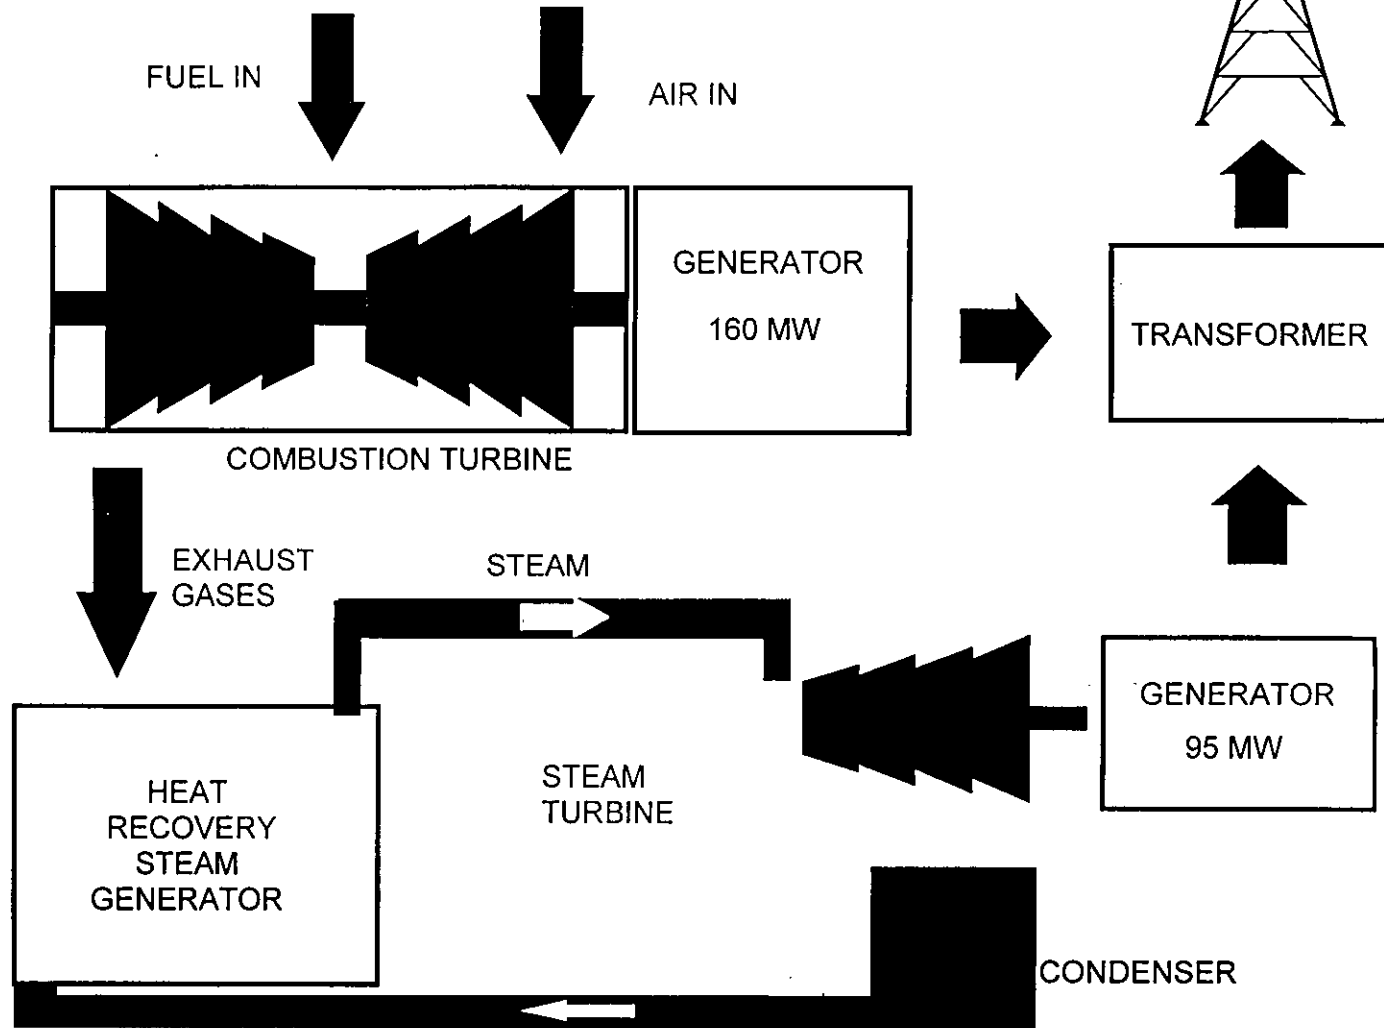 FUEL IN
AIR IN
GENERATOR
160 MW
TRANSFORMER
COMBUSTION TURBINE
EXHAUST
GASES
STEAM
GENERATOR
95 MW
HEAT
RECOVERY
STEAM
GENERATOR
STEAM
TURBINE
CONDENSER